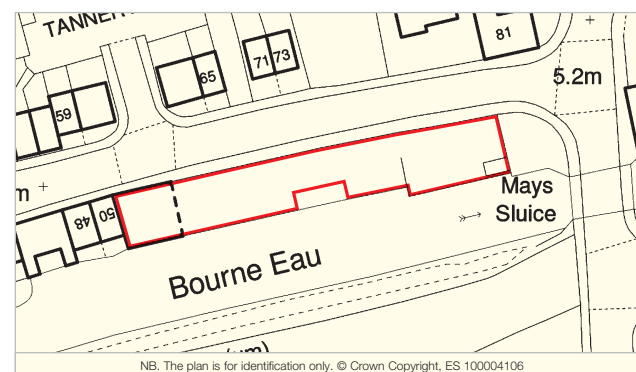 TANNER
81
71 73
65
5.2m
59
m
50
48
Mays
Sluice
Bourne Eau
NB. The plan is for identification only. © Crown Copyright, ES 100004106